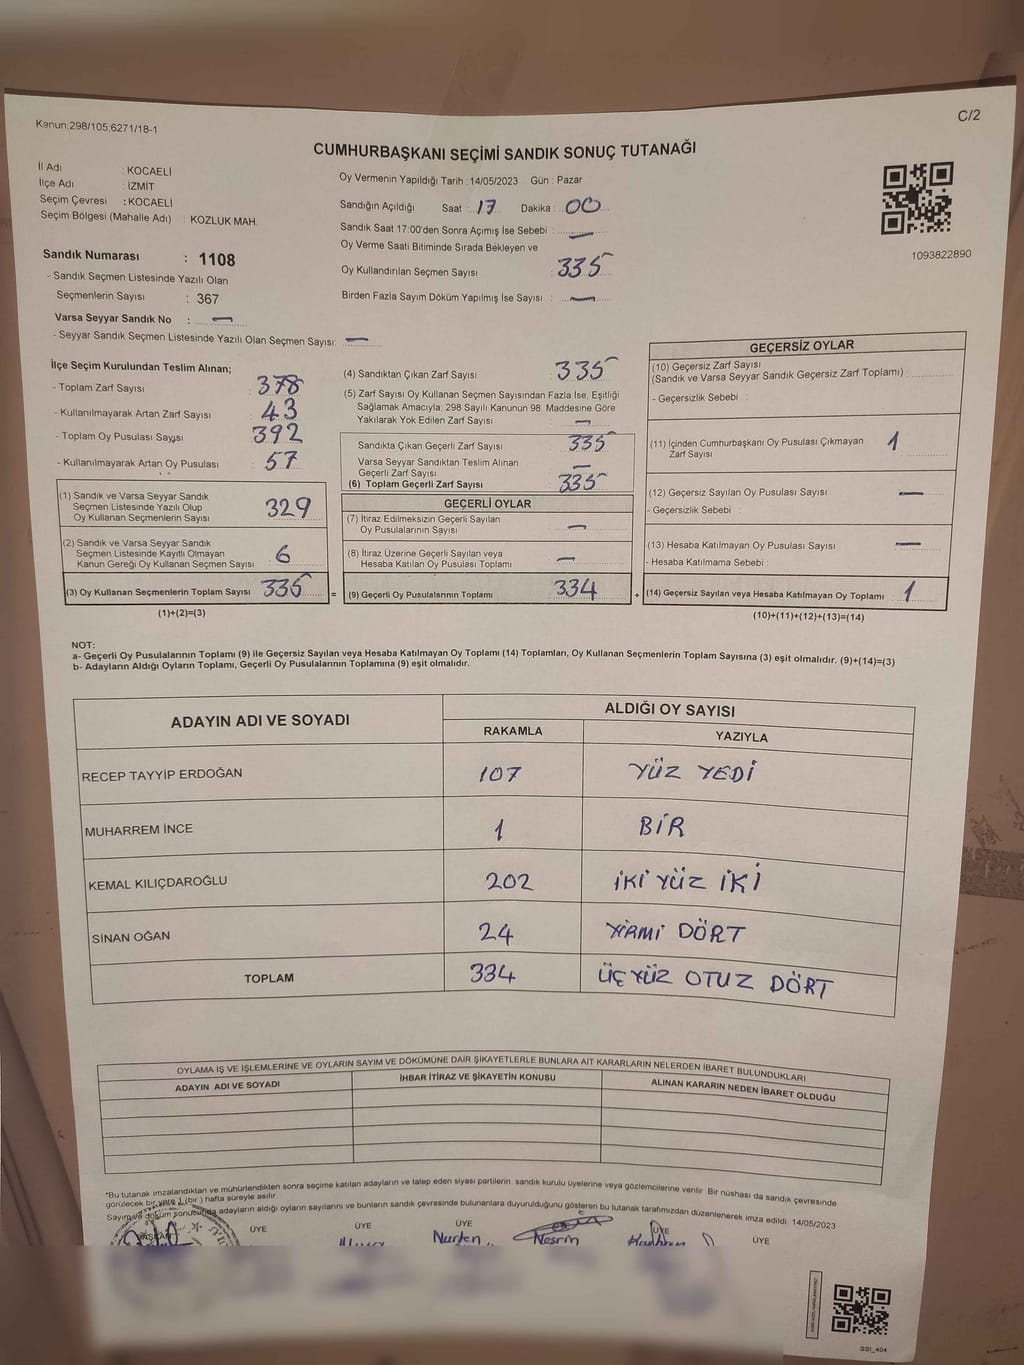 Kanun;298/105;6271/18-1
C/2
CUMHURBAŞKANI SEÇİMİ SANDIK SONUÇ TUTANAĞI
İl Adı : KOCAELİ
İlçe Adı : İZMİT
Seçim Çevresi : KOCAELİ
Seçim Bölgesi (Mahalle Adı) : KOZLUK MAH.
Oy Vermenin Yapıldığı Tarih : 14/05/2023 Gün : Pazar
Sandığın Açıldığı Saat : 17 Dakika : 00
Sandık Saat 17:00'den Sonra Açımış İse Sebebi : —
Oy Verme Saati Bitiminde Sırada Bekleyen ve
Oy Kullandırılan Seçmen Sayısı : 335
Birden Fazla Sayım Döküm Yapılmış İse Sayısı : —
1093822890
Sandık Numarası : 1108
- Sandık Seçmen Listesinde Yazılı Olan
Seçmenlerin Sayısı : 367
Varsa Seyyar Sandık No : —
- Seyyar Sandık Seçmen Listesinde Yazılı Olan Seçmen Sayısı: —
İlçe Seçim Kurulundan Teslim Alınan;
- Toplam Zarf Sayısı : 378
- Kullanılmayarak Artan Zarf Sayısı : 43
- Toplam Oy Pusulası Sayısı : 392
- Kullanılmayarak Artan Oy Pusulası : 57
(1) Sandık ve Varsa Seyyar Sandık
Seçmen Listesinde Yazılı Olup
Oy Kullanan Seçmenlerin Sayısı : 329
(2) Sandık ve Varsa Seyyar Sandık
Seçmen Listesinde Kayıtlı Olmayan
Kanun Gereği Oy Kullanan Seçmen Sayısı : 6
(3) Oy Kullanan Seçmenlerin Toplam Sayısı : 335
(1)+(2)=(3)
(4) Sandıktan Çıkan Zarf Sayısı : 335
(5) Zarf Sayısı Oy Kullanan Seçmen Sayısından Fazla İse, Eşitliği
Sağlamak Amacıyla; 298 Sayılı Kanunun 98. Maddesine Göre
Yakılarak Yok Edilen Zarf Sayısı : —
Sandıkta Çıkan Geçerli Zarf Sayısı : 335
Varsa Seyyar Sandıktan Teslim Alınan
Geçerli Zarf Sayısı : —
(6) Toplam Geçerli Zarf Sayısı : 335
GEÇERLİ OYLAR
(7) İtiraz Edilmeksizin Geçerli Sayılan
Oy Pusulalarının Sayısı : —
(8) İtiraz Üzerine Geçerli Sayılan veya
Hesaba Katılan Oy Pusulası Toplamı : —
= (9) Geçerli Oy Pusulalarının Toplamı : 334
GEÇERSİZ OYLAR
(10) Geçersiz Zarf Sayısı
(Sandık ve Varsa Seyyar Sandık Geçersiz Zarf Toplamı) :
- Geçersizlik Sebebi :
(11) İçinden Cumhurbaşkanı Oy Pusulası Çıkmayan
Zarf Sayısı : 1
(12) Geçersiz Sayılan Oy Pusulası Sayısı : —
- Geçersizlik Sebebi :
(13) Hesaba Katılmayan Oy Pusulası Sayısı : —
- Hesaba Katılmama Sebebi :
+ (14) Geçersiz Sayılan veya Hesaba Katılmayan Oy Toplamı : 1
(10)+(11)+(12)+(13)=(14)
NOT:
a- Geçerli Oy Pusulalarının Toplamı (9) ile Geçersiz Sayılan veya Hesaba Katılmayan Oy Toplamı (14) Toplamları, Oy Kullanan Seçmenlerin Toplam Sayısına (3) eşit olmalıdır. (9)+(14)=(3)
b- Adayların Aldığı Oyların Toplamı, Geçerli Oy Pusulalarının Toplamına (9) eşit olmalıdır.
ADAYIN ADI VE SOYADI
ALDIĞI OY SAYISI
RAKAMLA YAZIYLA
RECEP TAYYİP ERDOĞAN 107 YÜZ YEDİ
MUHARREM İNCE 1 BİR
KEMAL KILIÇDAROĞLU 202 İKİ YÜZ İKİ
SİNAN OĞAN 24 YİRMİ DÖRT
TOPLAM 334 ÜÇ YÜZ OTUZ DÖRT
OYLAMA İŞ VE İŞLEMLERİNE VE OYLARIN SAYIM VE DÖKÜMÜNE DAİR ŞİKAYETLERLE BUNLARA AİT KARARLARIN NELERDEN İBARET BULUNDUKLARI
ADAYIN ADI VE SOYADI İHBAR İTİRAZ VE ŞİKAYETİN KONUSU ALINAN KARARIN NEDEN İBARET OLDUĞU
*Bu tutanak imzalandıktan ve mühürlendikten sonra seçime katılan adayların ve talep eden siyasi partilerin sandık kurulu üyelerine veya gözlemcilerine verilir. Bir nüshası da sandık çevresinde
görülecek bir yere 1 (bir ) hafta süreyle asılır.
Sayım ve döküm sonucunda adayların aldığı oyların sayılarını ve bunların sandık çevresinde bulunanlara duyurulduğunu gösteren bu tutanak tarafımızdan düzenlenerek imza edildi. 14/05/2023
BAŞKAN ÜYE ÜYE ÜYE ÜYE ÜYE
Nurten Nesrin
SSI_404